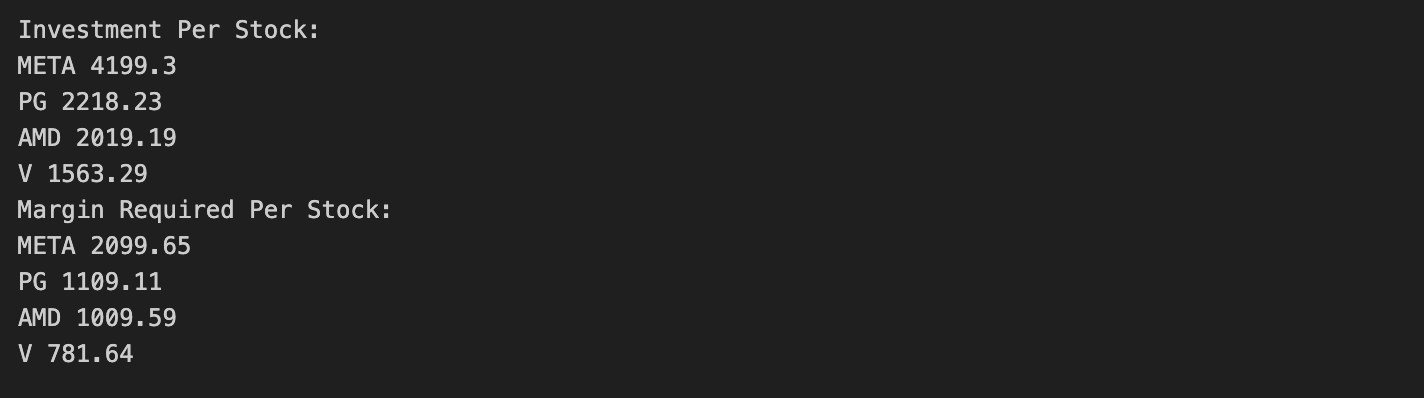 Investment Per Stock:
META 4199.3
PG 2218.23
AMD 2019.19
V 1563.29
Margin Required Per Stock:
META 2099.65
PG 1109.11
AMD 1009.59
V 781.64